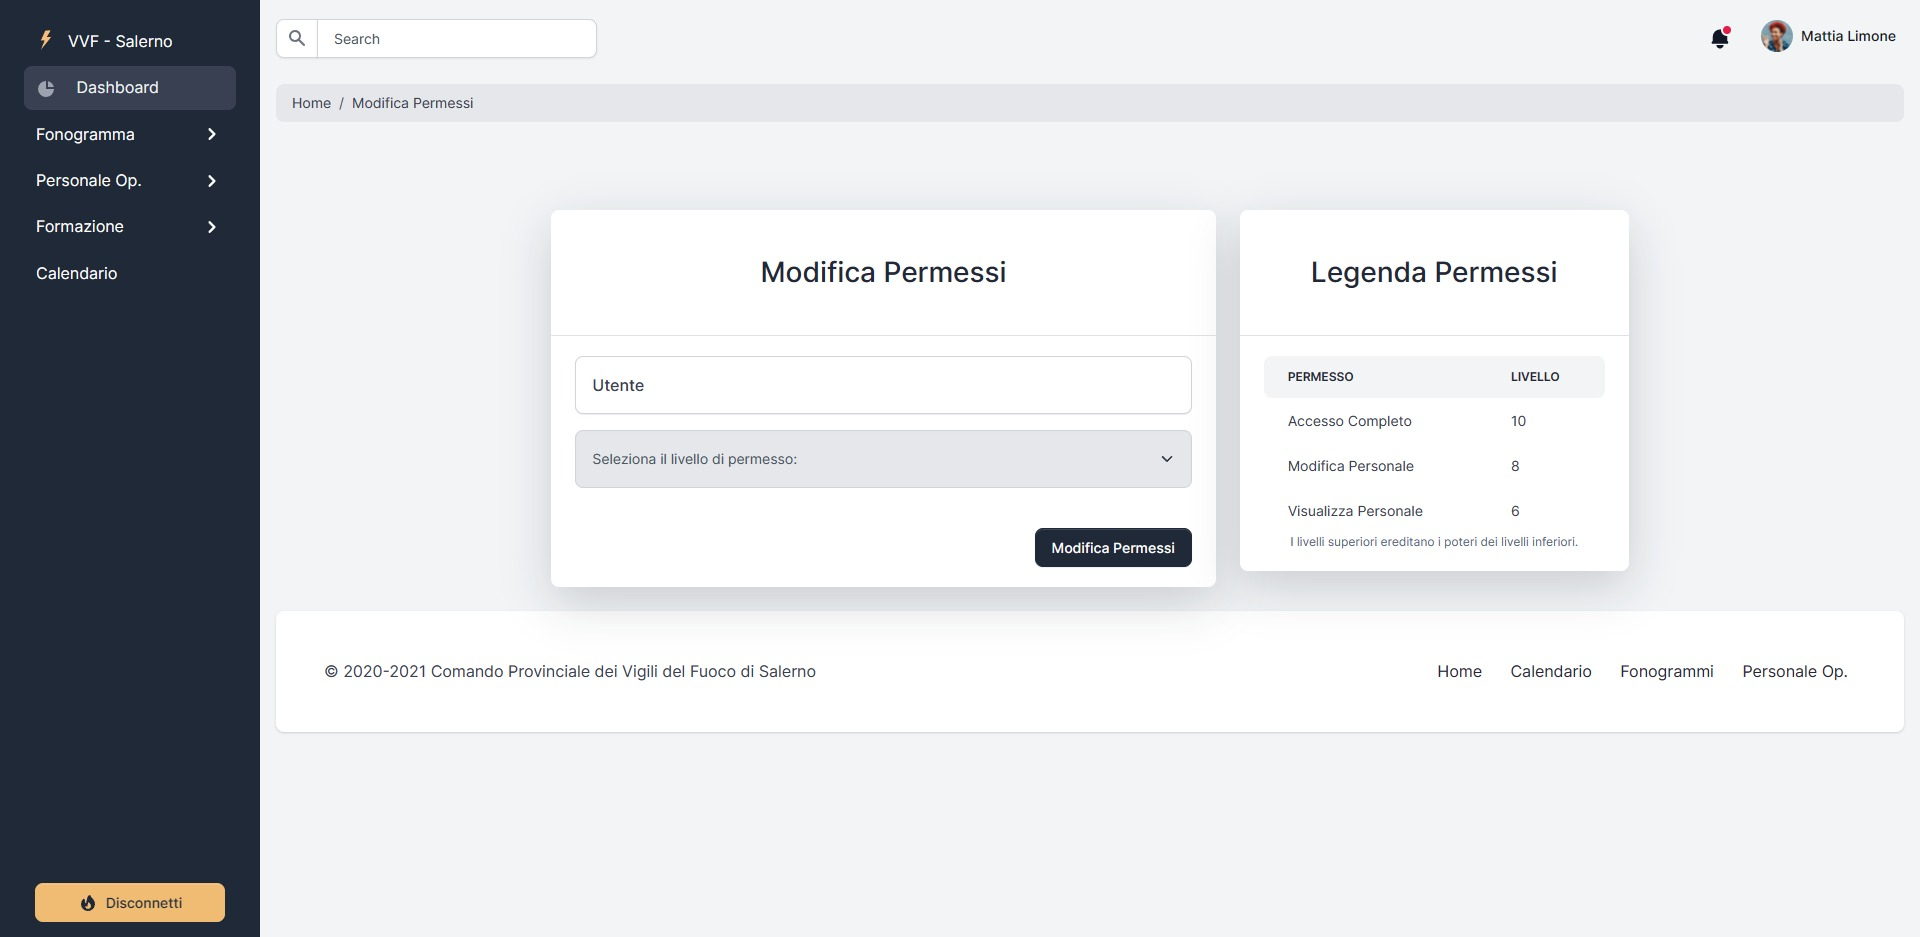 VVF - Salerno
Dashboard
Fonogramma
Personale Op.
Formazione
Calendario
Disconnetti
Search
Mattia Limone
Home / Modifica Permessi
Modifica Permessi
Utente
Seleziona il livello di permesso:
Modifica Permessi
Legenda Permessi
PERMESSO LIVELLO
Accesso Completo 10
Modifica Personale 8
Visualizza Personale 6
I livelli superiori ereditano i poteri dei livelli inferiori.
© 2020-2021 Comando Provinciale dei Vigili del Fuoco di Salerno
Home Calendario Fonogrammi Personale Op.